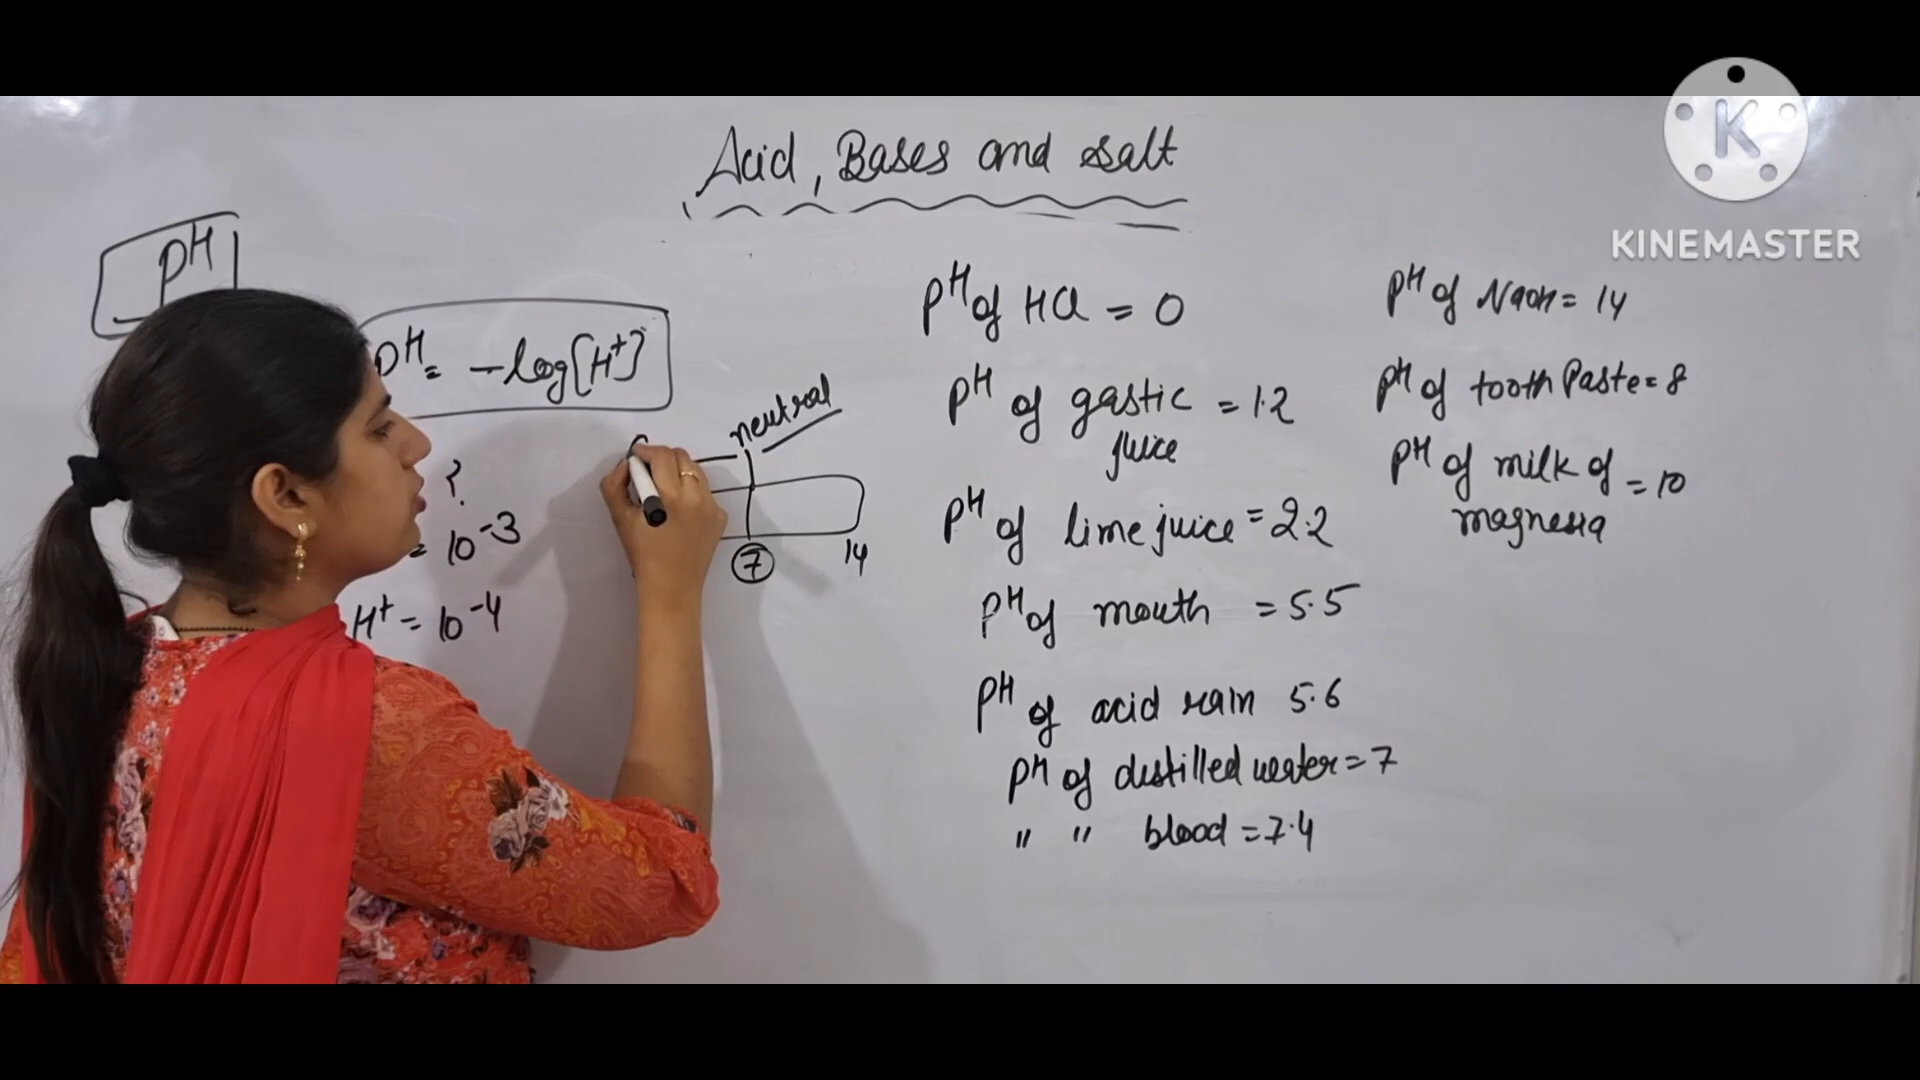 Acid, Bases and salt
pH
pH = -log[H+]
?
= 10-3
H+ = 10-4
neutral
7
14
pH of HCl = 0
pH of gastic juice = 1.2
pH of lime juice = 2.2
pH of mouth = 5.5
pH of acid rain 5.6
pH of distilled water = 7
" " blood = 7.4
pH of NaOH = 14
pH of tooth Paste = 8
pH of milk of magnesia = 10
K
KINEMASTER